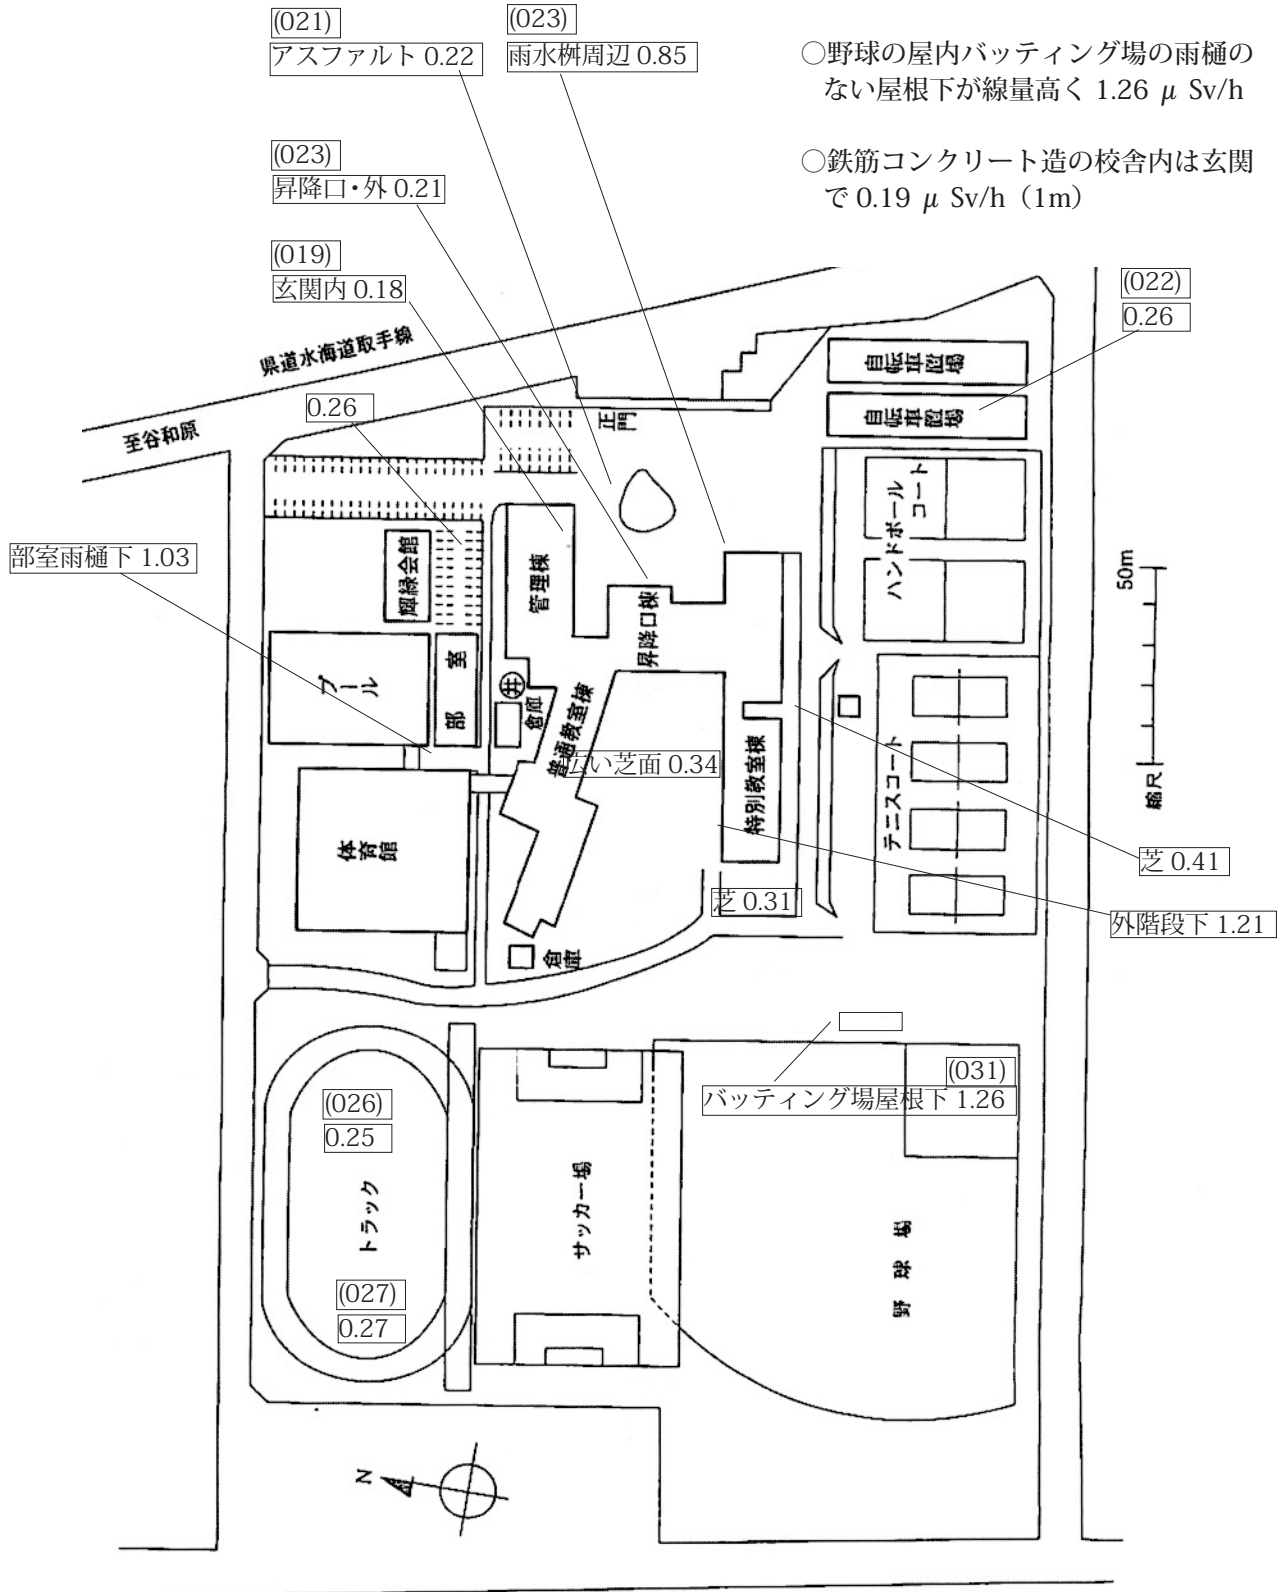 (021)
アスファルト 0.22
(023)
雨水桝周辺 0.85
○野球の屋内バッティング場の雨樋の
ない屋根下が線量高く 1.26 μ Sv/h
○鉄筋コンクリート造の校舎内は玄関
で 0.19 μ Sv/h（1m）
(023)
昇降口・外 0.21
(019)
玄関内 0.18
(022)
0.26
県道水海道取手線
至谷和原
0.26
正門
自転車置場
自転車置場
ハンドボールコート
部室雨樋下 1.03
輝緑会館
管理棟
昇降口棟
50m
縮尺
プール
部室
井
倉庫
普通教室棟
広い芝面 0.34
特別教室棟
テニスコート
体育館
芝 0.41
芝 0.31
外階段下 1.21
倉庫
(031)
バッティング場屋根下 1.26
(026)
0.25
トラック
サッカー場
野球場
(027)
0.27
N